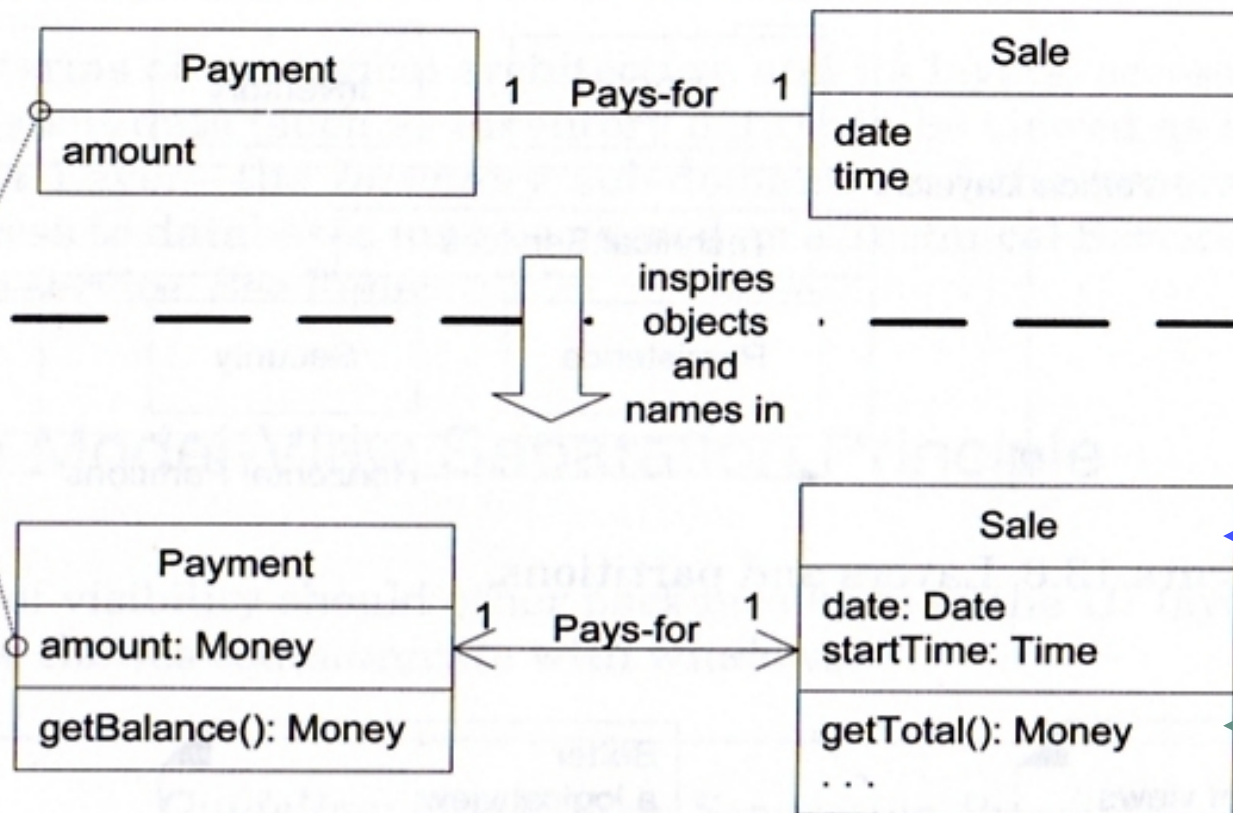 Payment
amount
1 Pays-for 1
Sale
date
time
inspires
objects
and
names in
Payment
amount: Money
getBalance(): Money
1 Pays-for 1
Sale
date: Date
startTime: Time
getTotal(): Money
. . .